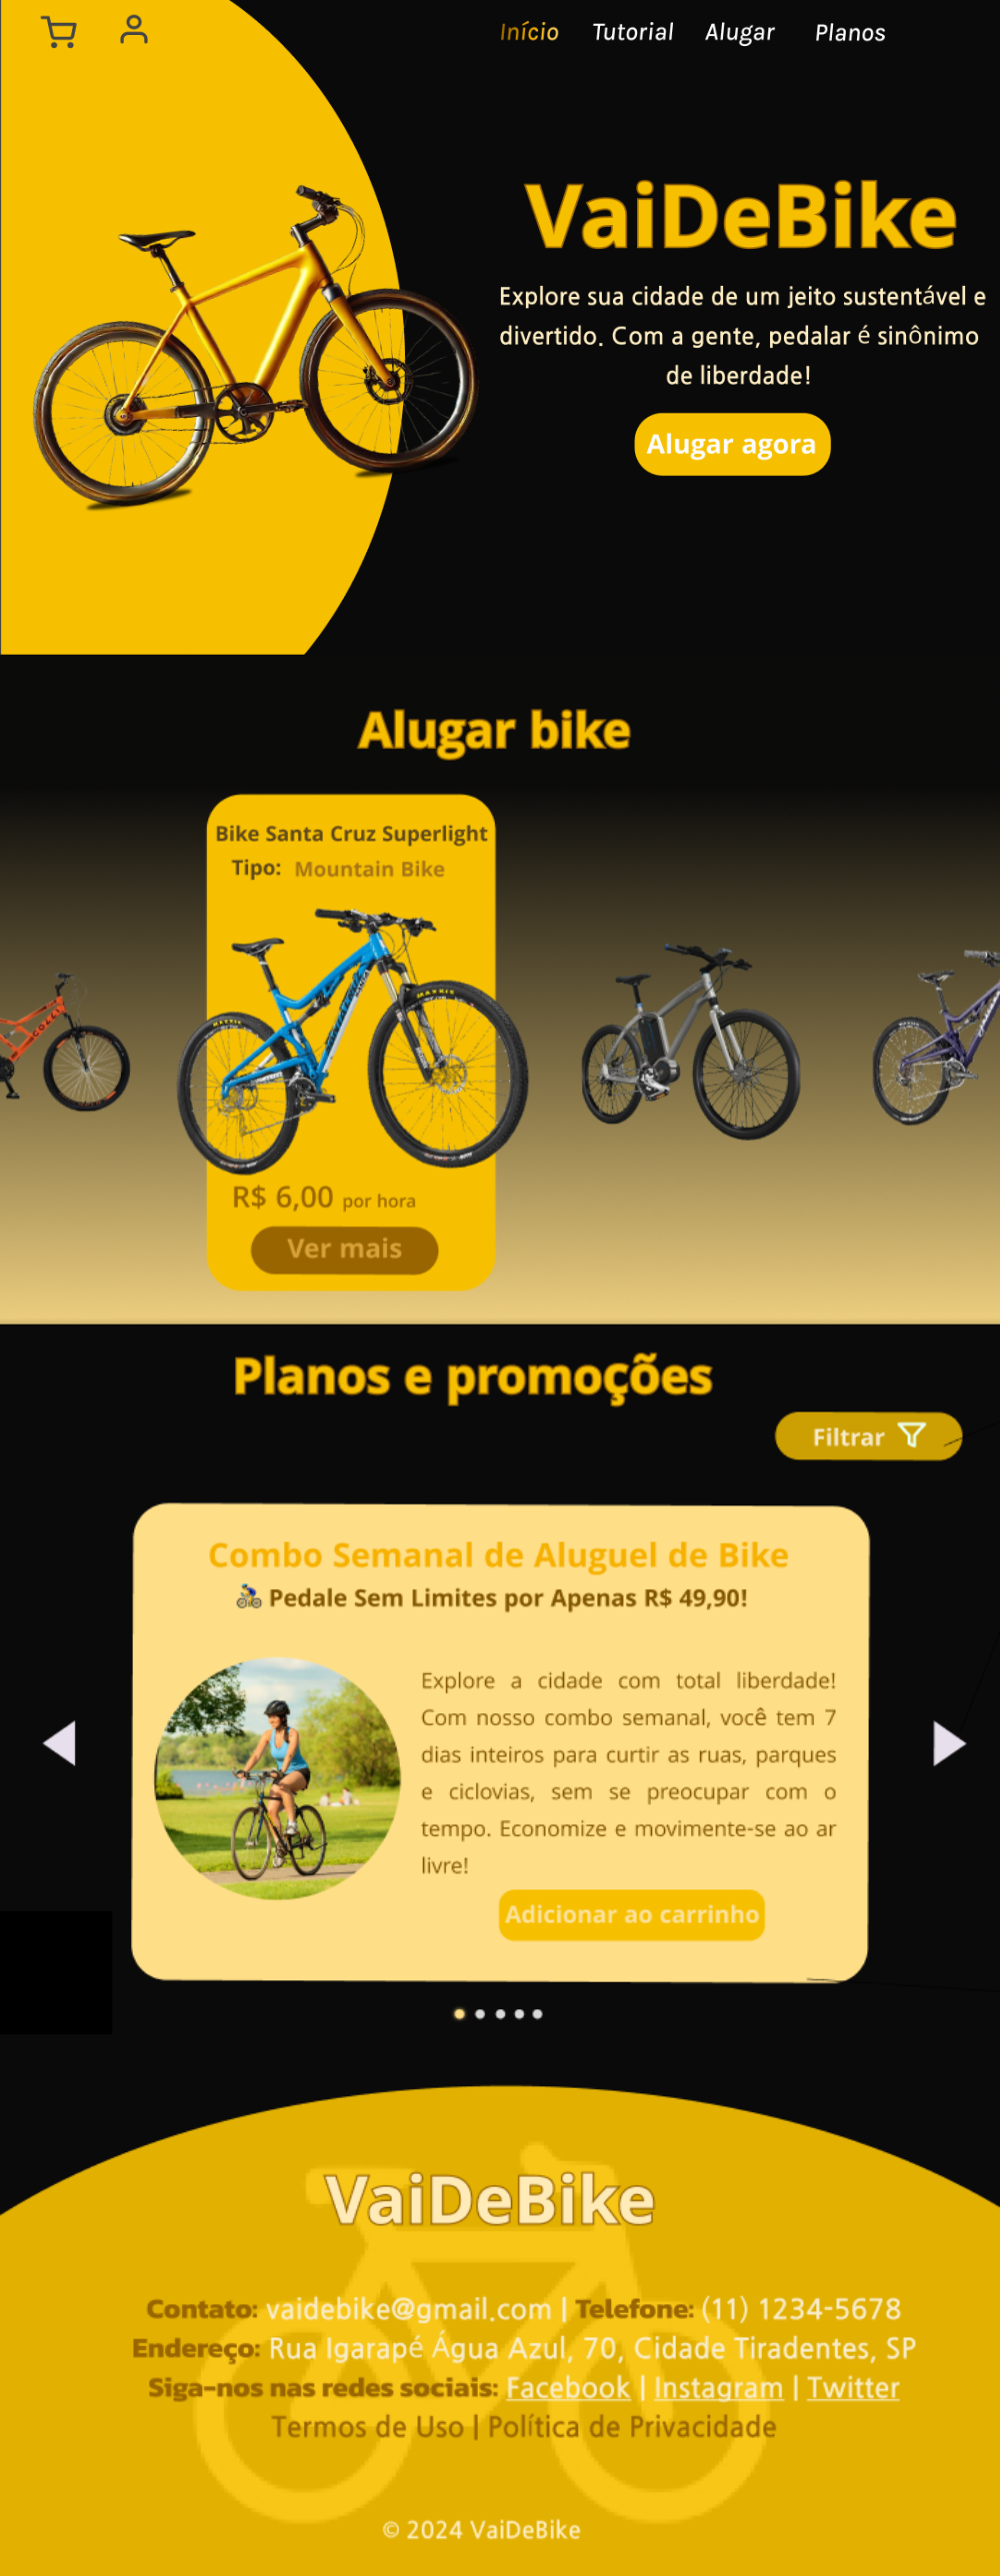 Início Tutorial Alugar Planos
VaiDeBike
Explore sua cidade de um jeito sustentável e
divertido. Com a gente, pedalar é sinônimo
de liberdade!
Alugar agora
Alugar bike
Bike Santa Cruz Superlight
Tipo: Mountain Bike
R$ 6,00 por hora
Ver mais
Planos e promoções
Filtrar
Combo Semanal de Aluguel de Bike
Pedale Sem Limites por Apenas R$ 49,90!
Explore a cidade com total liberdade!
Com nosso combo semanal, você tem 7
dias inteiros para curtir as ruas, parques
e ciclovias, sem se preocupar com o
tempo. Economize e movimente-se ao ar
livre!
Adicionar ao carrinho
VaiDeBike
Contato: vaidebike@gmail.com | Telefone: (11) 1234-5678
Endereço: Rua Igarapé Água Azul, 70, Cidade Tiradentes, SP
Siga-nos nas redes sociais: Facebook | Instagram | Twitter
Termos de Uso | Política de Privacidade
© 2024 VaiDeBike